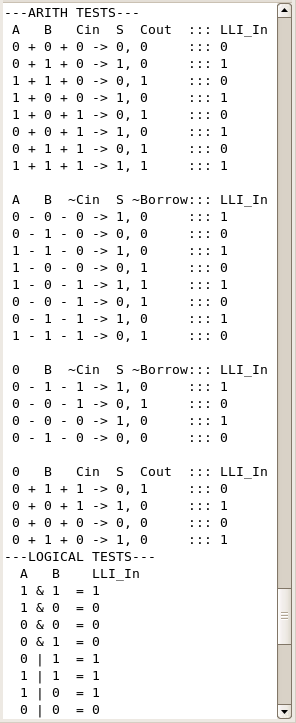 ---ARITH TESTS---
A B Cin S Cout ::: LLI_In
0 + 0 + 0 -> 0, 0 ::: 0
0 + 1 + 0 -> 1, 0 ::: 1
1 + 1 + 0 -> 0, 1 ::: 0
1 + 0 + 0 -> 1, 0 ::: 1
1 + 0 + 1 -> 0, 1 ::: 0
0 + 0 + 1 -> 1, 0 ::: 1
0 + 1 + 1 -> 0, 1 ::: 0
1 + 1 + 1 -> 1, 1 ::: 1
A B ~Cin S ~Borrow::: LLI_In
0 - 0 - 0 -> 1, 0 ::: 1
0 - 1 - 0 -> 0, 0 ::: 0
1 - 1 - 0 -> 1, 0 ::: 1
1 - 0 - 0 -> 0, 1 ::: 0
1 - 0 - 1 -> 1, 1 ::: 1
0 - 0 - 1 -> 0, 1 ::: 0
0 - 1 - 1 -> 1, 0 ::: 1
1 - 1 - 1 -> 0, 1 ::: 0
0 B ~Cin S ~Borrow::: LLI_In
0 - 1 - 1 -> 1, 0 ::: 1
0 - 0 - 1 -> 0, 1 ::: 0
0 - 0 - 0 -> 1, 0 ::: 1
0 - 1 - 0 -> 0, 0 ::: 0
0 B Cin S Cout ::: LLI_In
0 + 1 + 1 -> 0, 1 ::: 0
0 + 0 + 1 -> 1, 0 ::: 1
0 + 0 + 0 -> 0, 0 ::: 0
0 + 1 + 0 -> 1, 0 ::: 1
---LOGICAL TESTS---
A B LLI_In
1 & 1 = 1
1 & 0 = 0
0 & 0 = 0
0 & 1 = 0
0 | 1 = 1
1 | 1 = 1
1 | 0 = 1
0 | 0 = 0